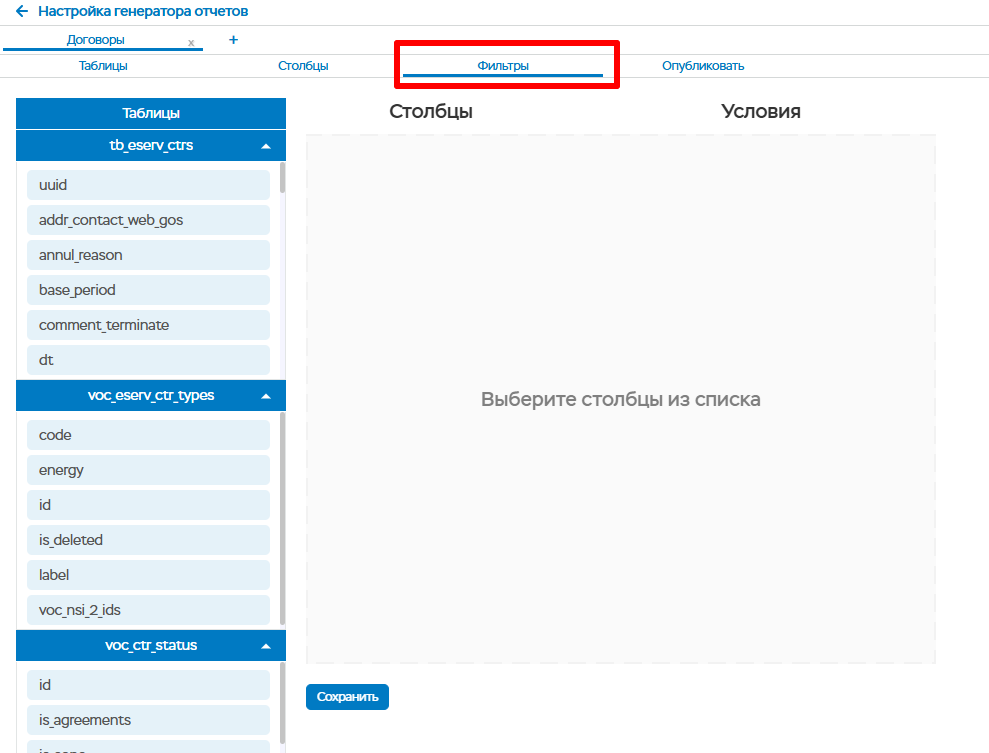 ← Настройка генератора отчетов
Договоры x +
Таблицы Столбцы Фильтры Опубликовать
Таблицы
tb_eserv_ctrs
uuid
addr_contact_web_gos
annul_reason
base_period
comment_terminate
dt
voc_eserv_ctr_types
code
energy
id
is_deleted
label
voc_nsi_2_ids
voc_ctr_status
id
is_agreements
Столбцы Условия
Выберите столбцы из списка
Сохранить